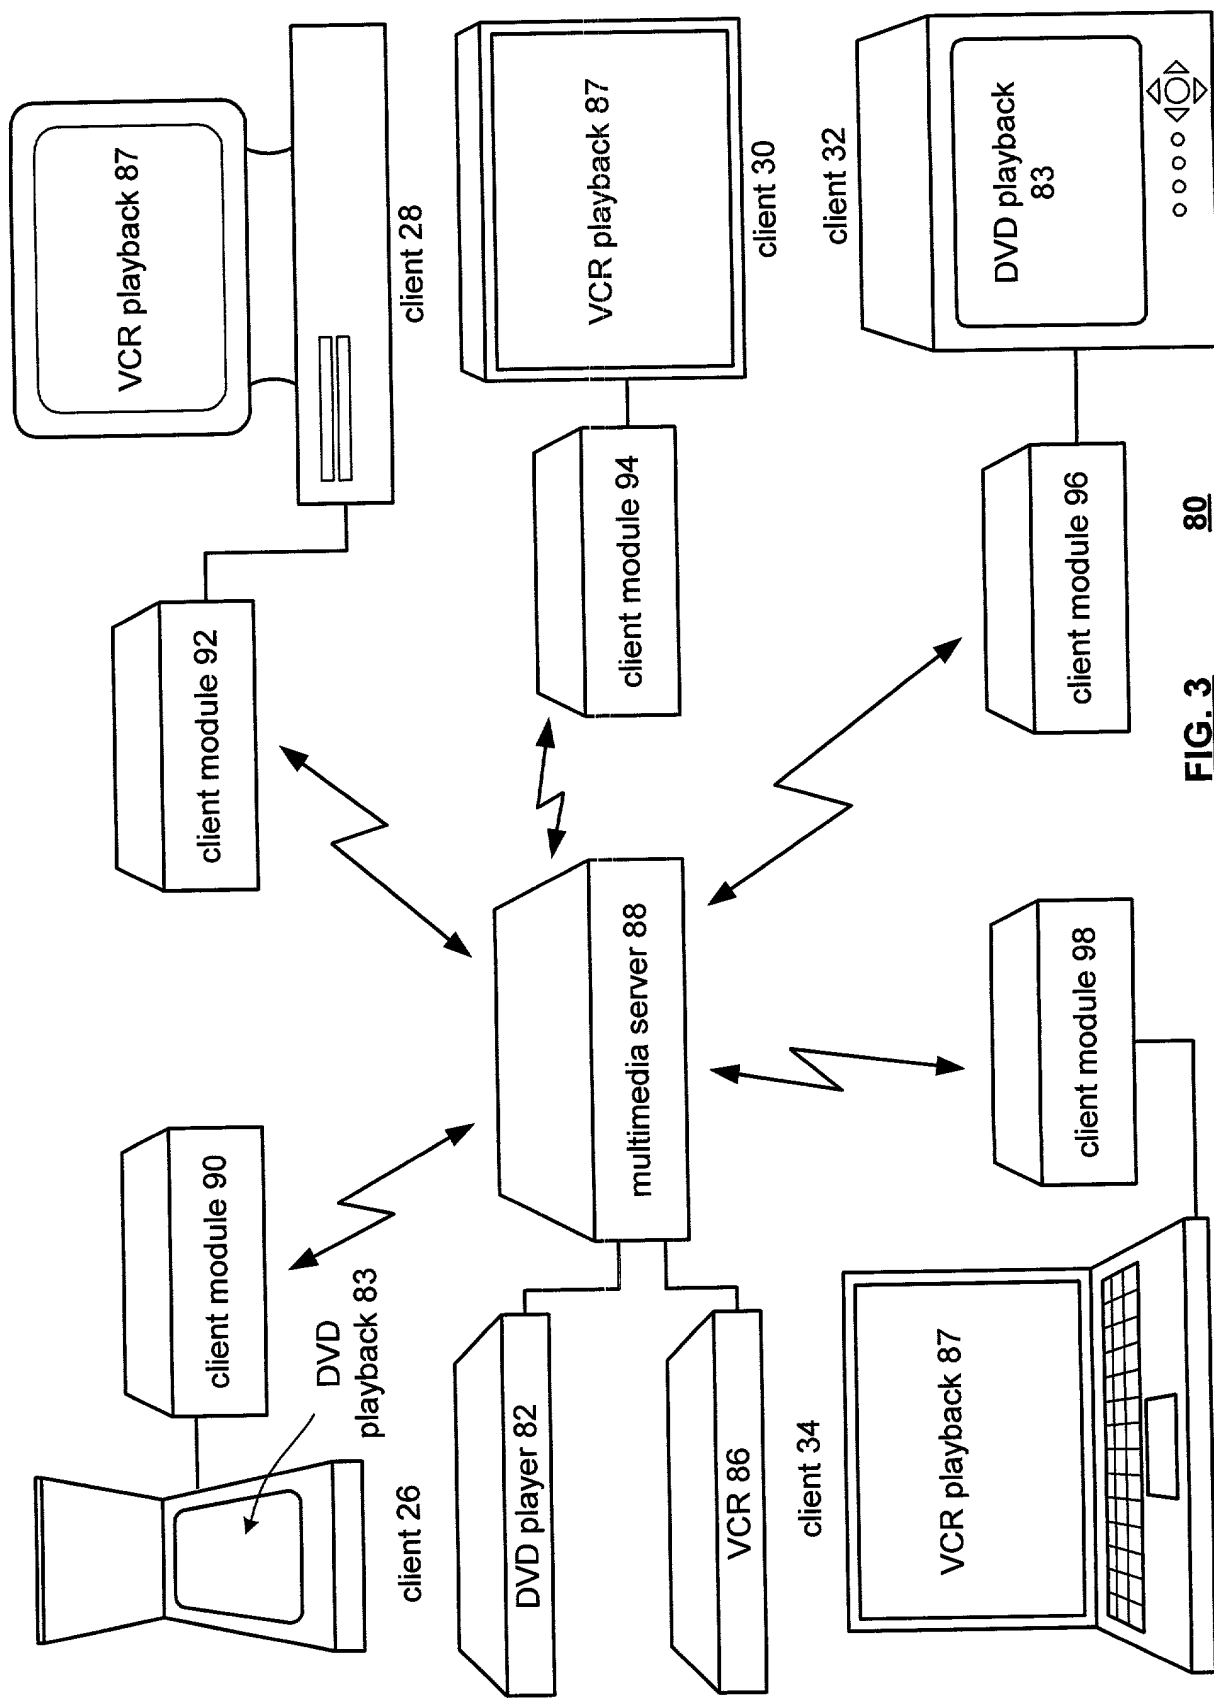 client module 90
DVD
playback 83
client 26
DVD player 82
VCR 86
client 34
VCR playback 87
multimedia server 88
client module 98
client module 92
VCR playback 87
client 28
client module 94
VCR playback 87
client 30
client 32
DVD playback
83
client module 96
FIG. 3
80